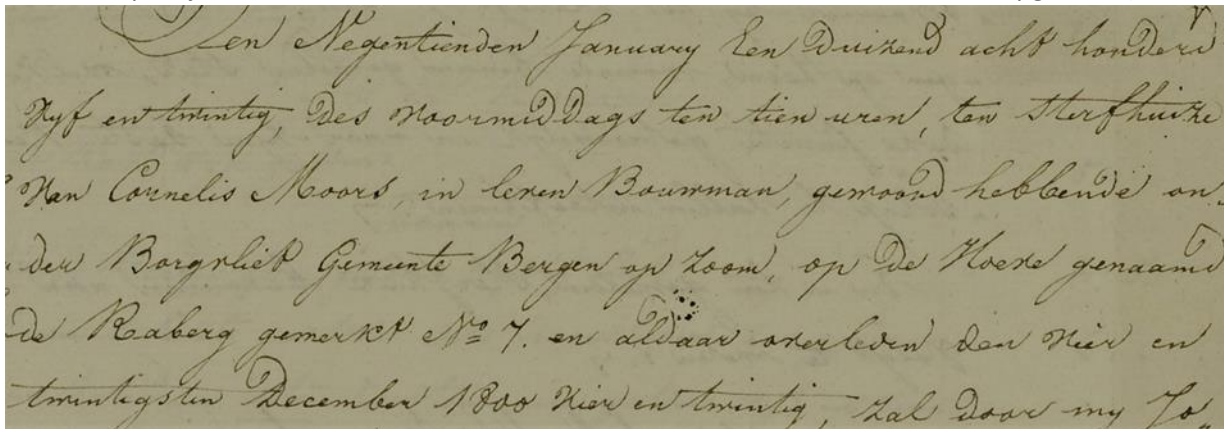 Den Negentienden January Een Duizend acht honderd
Vyf en twintig, des voormiddags ten tien uren, ten Sterfhuize
Van Cornelis Moors, in leven Bouwman, gewoond hebbende on„
der Borgvliet Gemeente Bergen op Zoom, op de Hoeve genaamd
de Raberg gemerkt N.o 7. en aldaar overleden den vier en
twintigsten December 1800 vier en twintig, zal door my Jo„